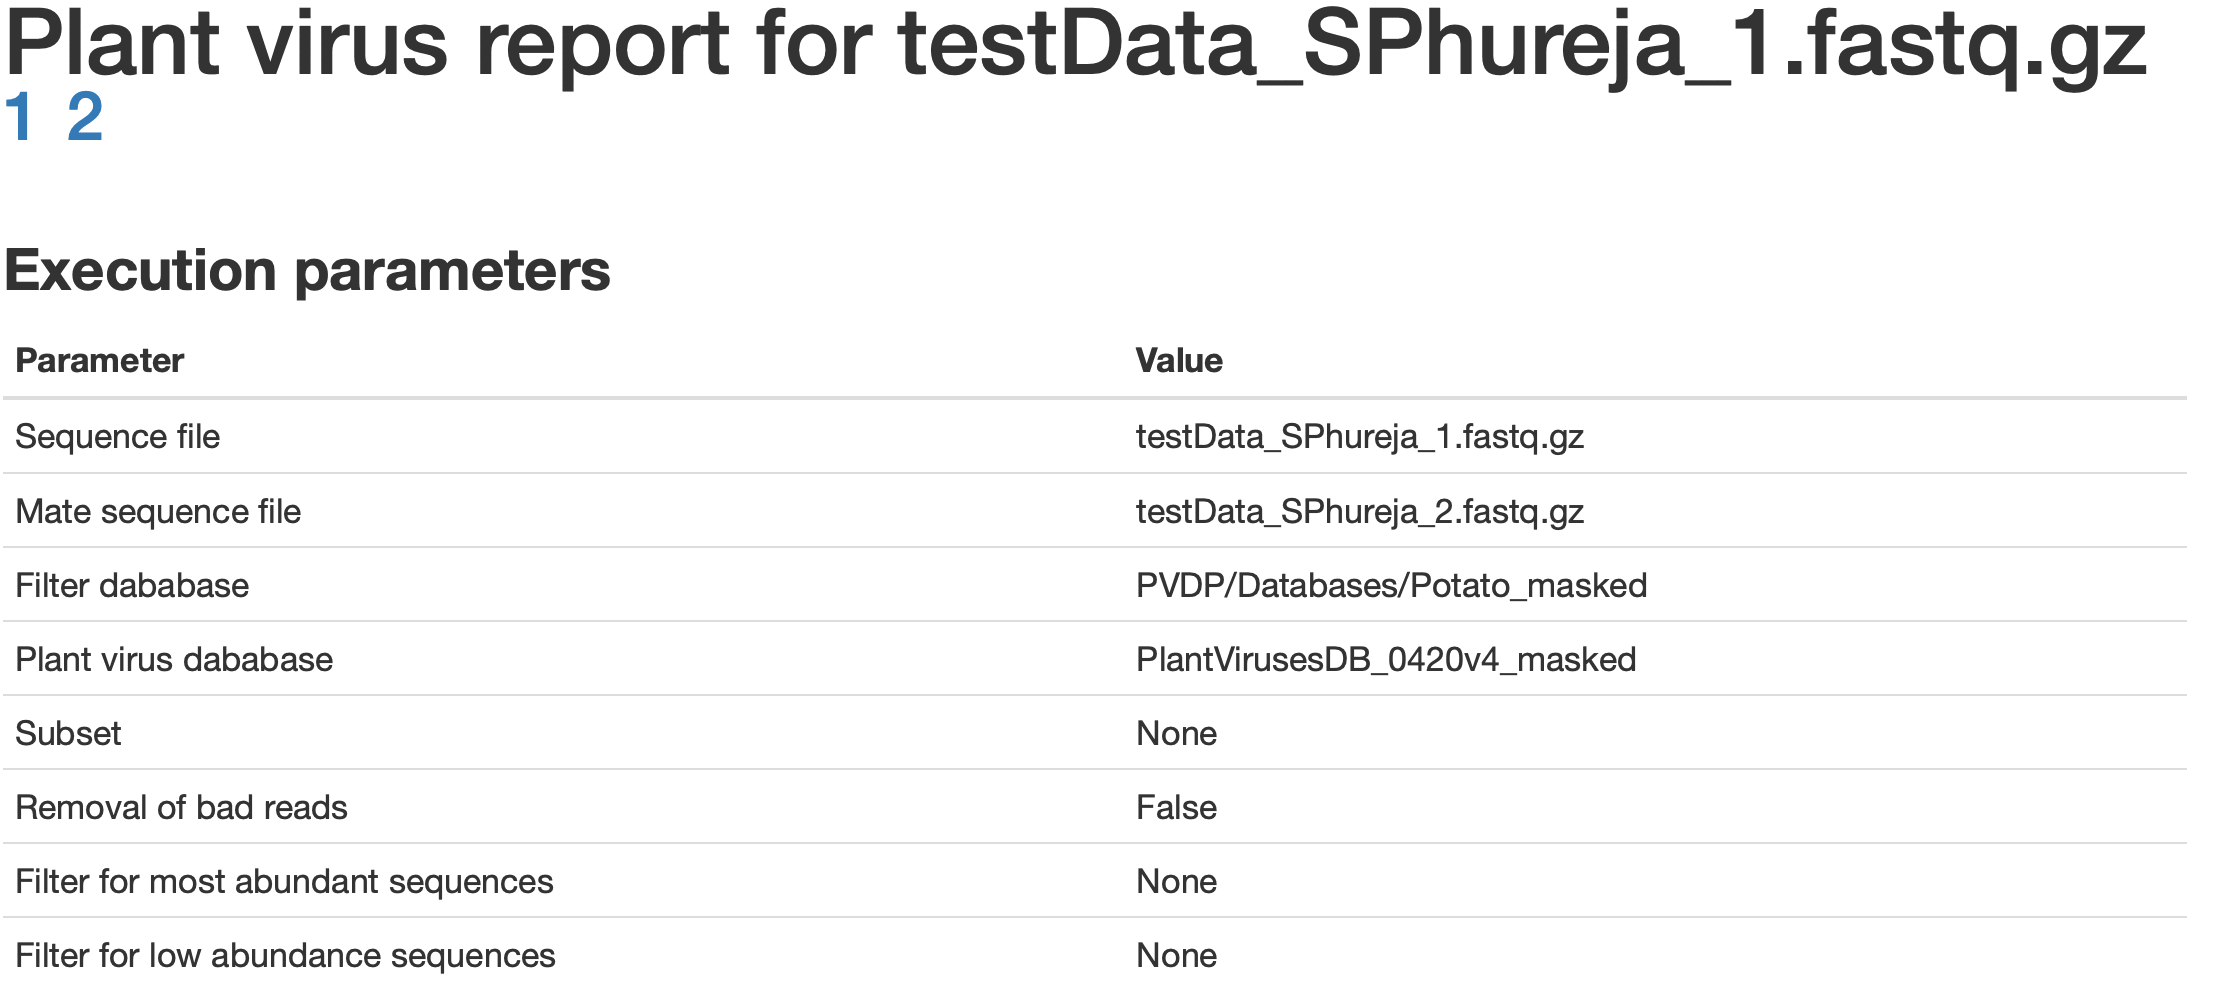 Plant virus report for testData_SPhureja_1.fastq.gz
1 2
Execution parameters
Parameter Value
Sequence file testData_SPhureja_1.fastq.gz
Mate sequence file testData_SPhureja_2.fastq.gz
Filter dababase PVDP/Databases/Potato_masked
Plant virus dababase PlantVirusesDB_0420v4_masked
Subset None
Removal of bad reads False
Filter for most abundant sequences None
Filter for low abundance sequences None